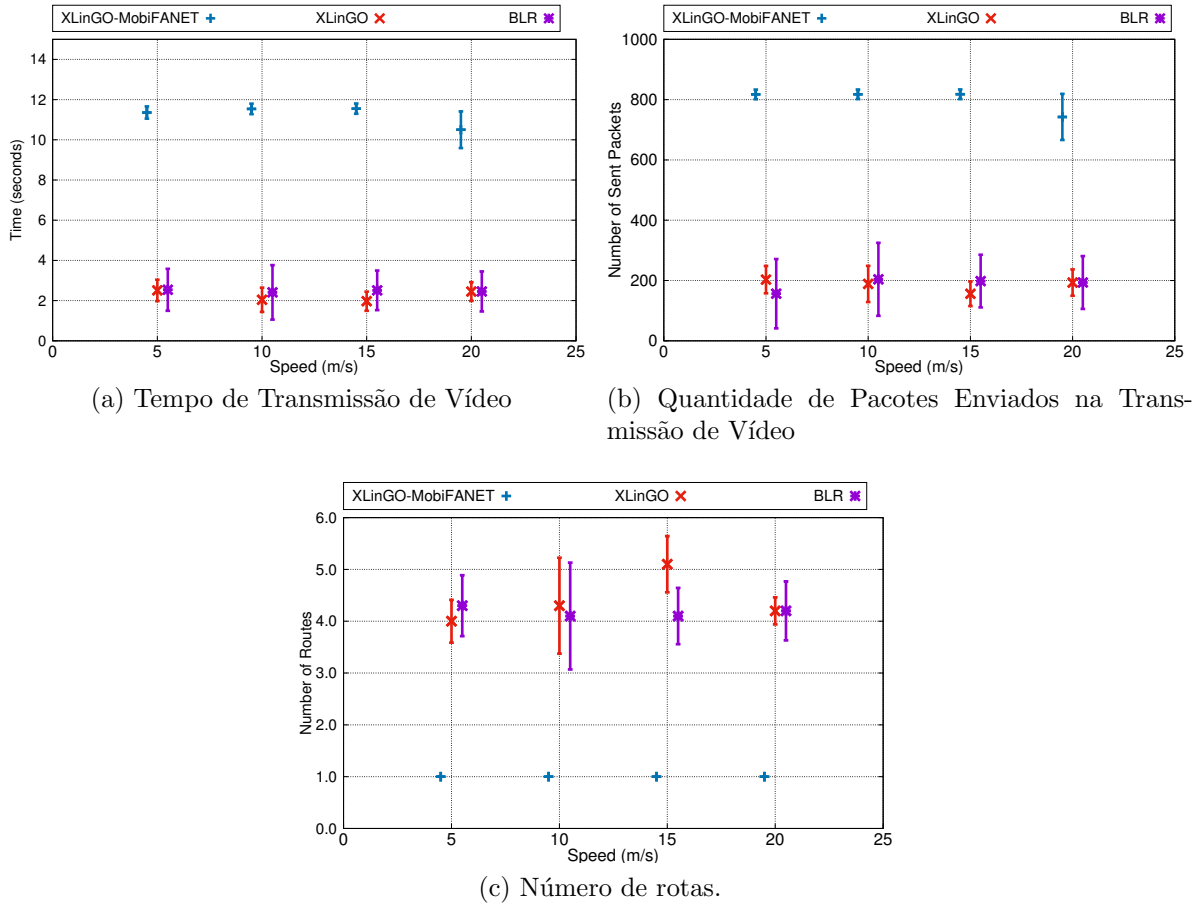 XLinGO-MobiFANET XLinGO BLR
14
12
10
8
6
4
2
0
Time (seconds)
0 5 10 15 20 25
Speed (m/s)
(a) Tempo de Transmissão de Vídeo
XLinGO-MobiFANET XLinGO BLR
1000
800
600
400
200
0
Number of Sent Packets
0 5 10 15 20 25
Speed (m/s)
(b) Quantidade de Pacotes Enviados na Trans-
missão de Vídeo
XLinGO-MobiFANET XLinGO BLR
6.0
5.0
4.0
3.0
2.0
1.0
0.0
Number of Routes
0 5 10 15 20 25
Speed (m/s)
(c) Número de rotas.